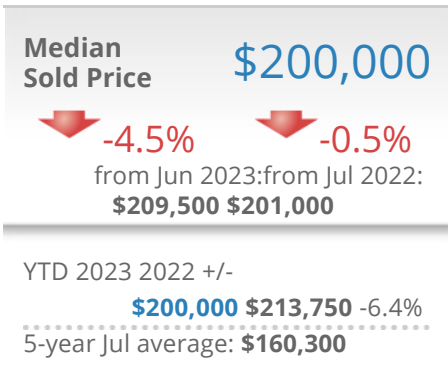 Median
Sold Price
$200,000
-4.5% -0.5%
from Jun 2023:from Jul 2022:
$209,500 $201,000
YTD 2023 2022 +/-
$200,000 $213,750 -6.4%
5-year Jul average: $160,300